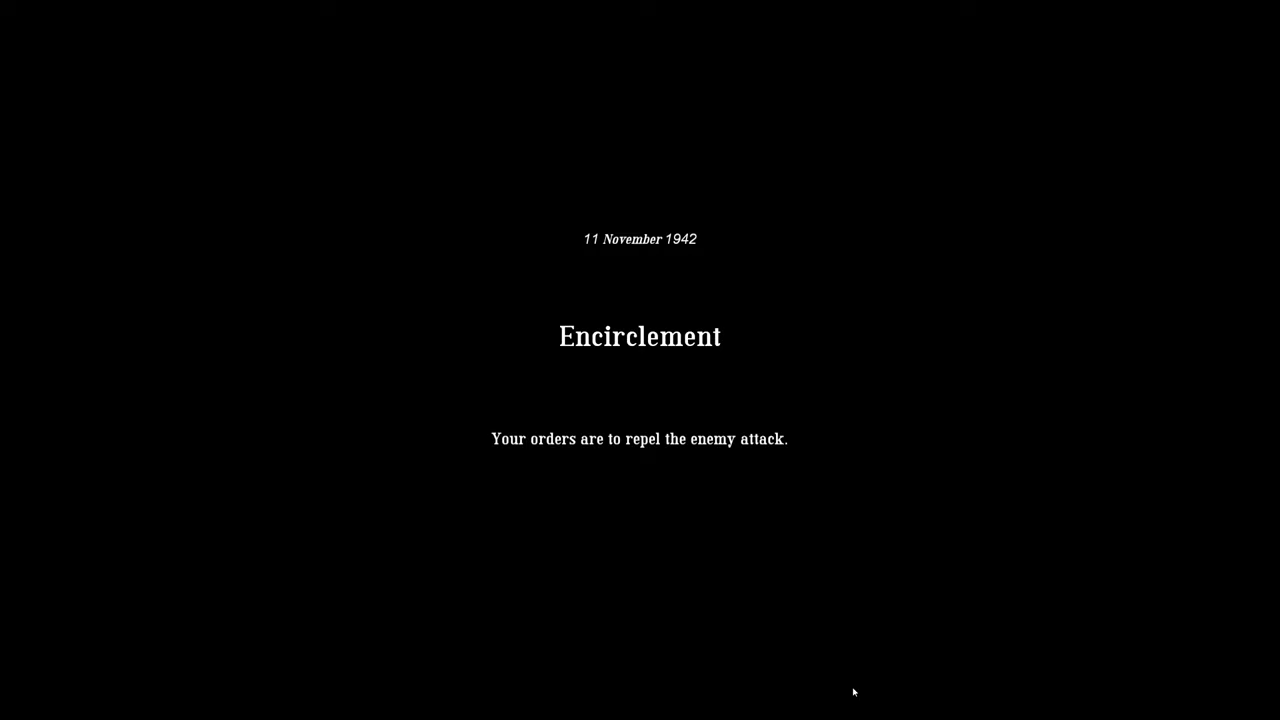 11 November 1942
Encirclement
Your orders are to repel the enemy attack.